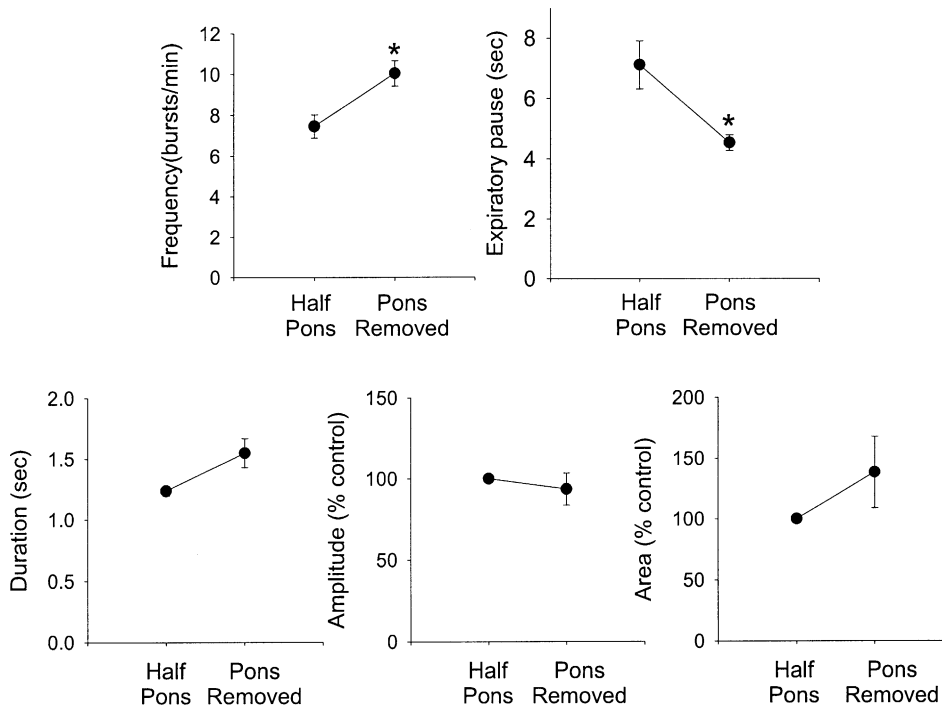 Frequency(bursts/min)
12
10
8
6
4
2
0
*
Half
Pons
Pons
Removed
Expiratory pause (sec)
8
6
4
2
0
*
Half
Pons
Pons
Removed
Duration (sec)
2.0
1.5
1.0
0.5
0.0
Half
Pons
Pons
Removed
Amplitude (% control)
150
100
50
0
Half
Pons
Pons
Removed
Area (% control)
200
150
100
50
0
Half
Pons
Pons
Removed